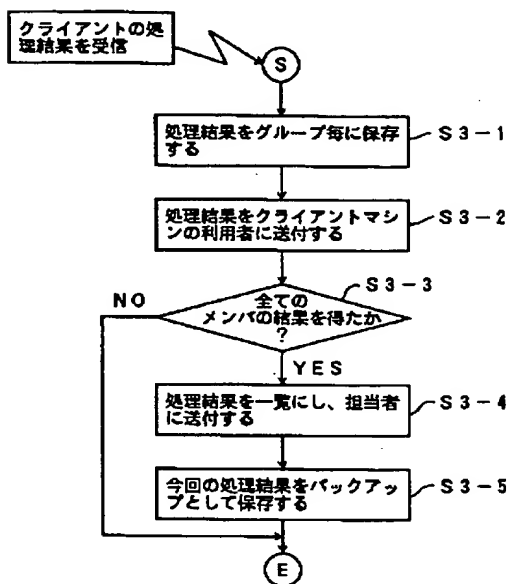 クライアントの処
理結果を受信
S
処理結果をグループ毎に保存
する
S3-1
処理結果をクライアントマシ
ンの利用者に送付する
S3-2
S3-3
NO
全ての
メンバの結果を得たか
?
YES
処理結果を一覧にし、担当者
に送付する
S3-4
今回の処理結果をバックアッ
プとして保存する
S3-5
E